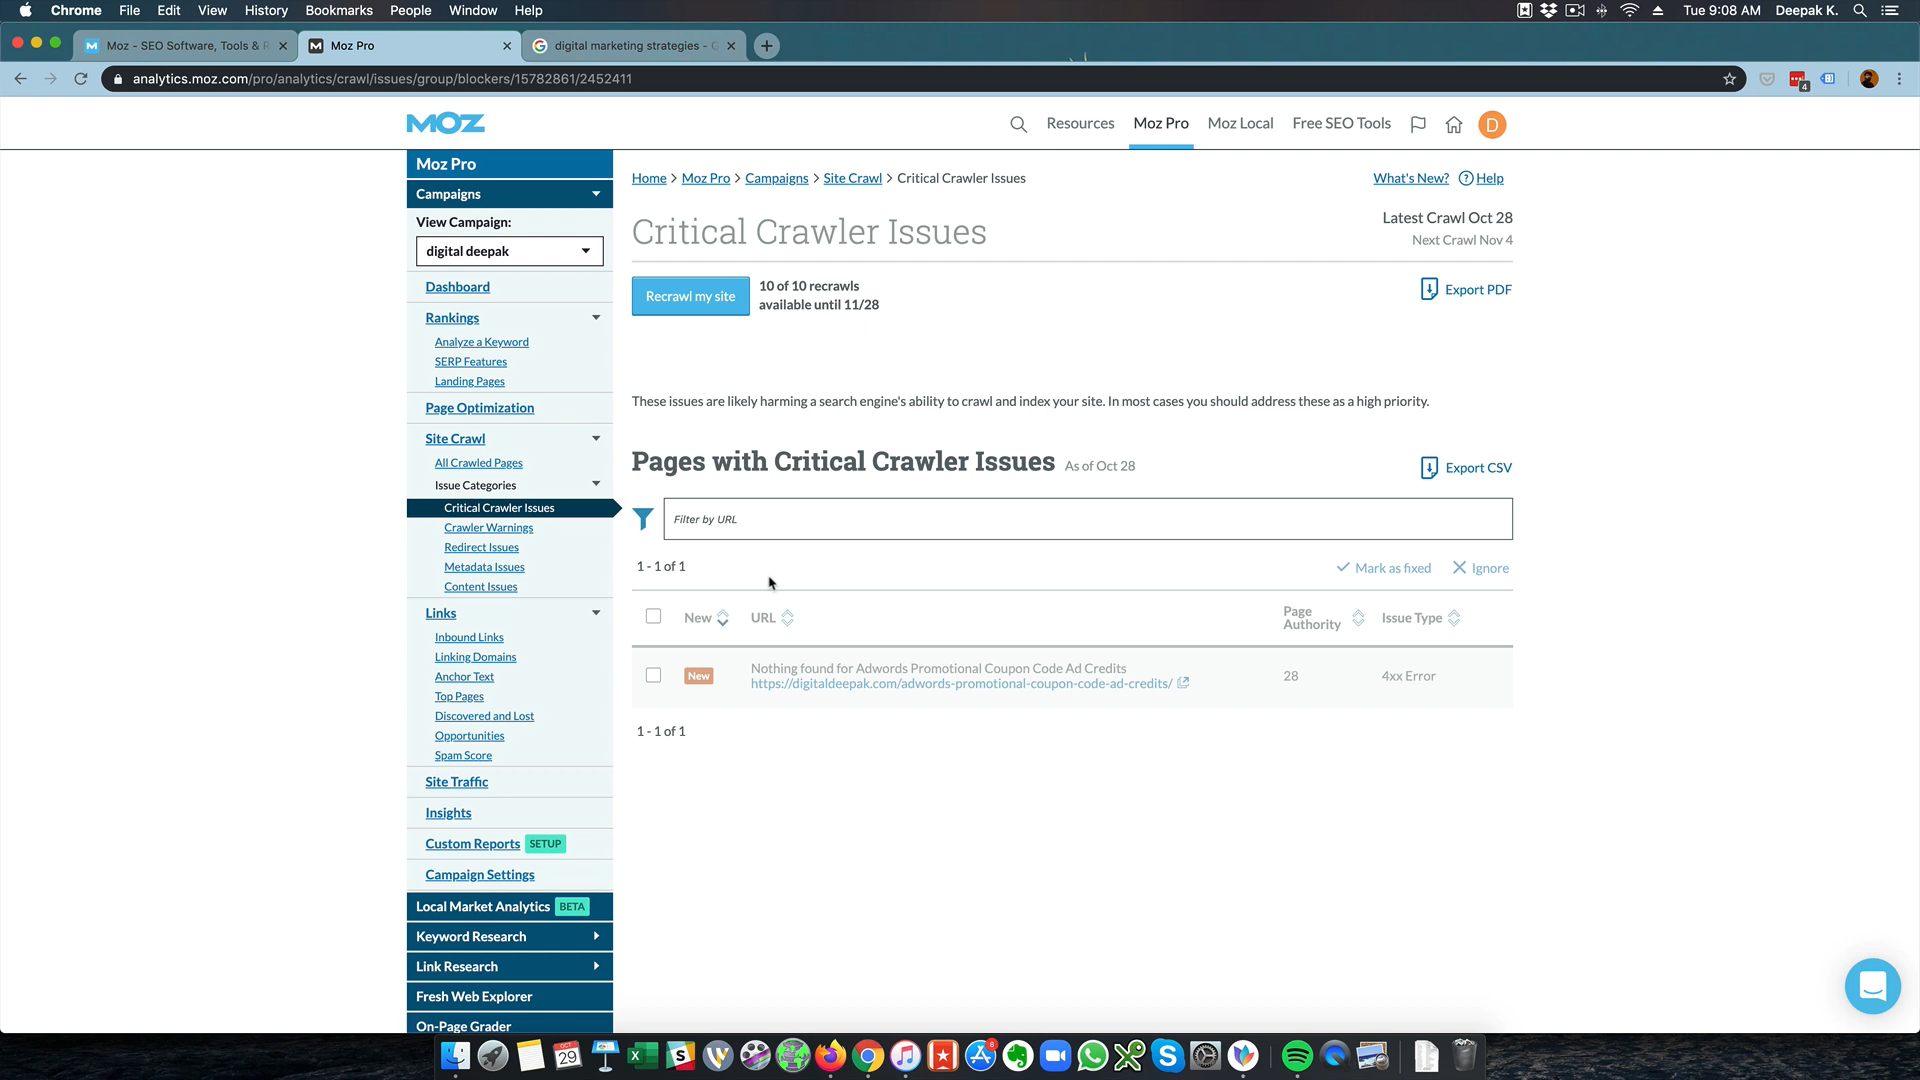 Chrome File Edit View History Bookmarks People Window Help Tue 9:08 AM Deepak K.
Moz - SEO Software, Tools & R
Moz Pro
digital marketing strategies - G
analytics.moz.com/pro/analytics/crawl/issues/group/blockers/15782861/2452411
4
MOZ
Resources Moz Pro Moz Local Free SEO Tools D
Moz Pro
Campaigns
View Campaign:
digital deepak
Dashboard
Rankings
Analyze a Keyword
SERP Features
Landing Pages
Page Optimization
Site Crawl
All Crawled Pages
Issue Categories
Critical Crawler Issues
Crawler Warnings
Redirect Issues
Metadata Issues
Content Issues
Links
Inbound Links
Linking Domains
Anchor Text
Top Pages
Discovered and Lost
Opportunities
Spam Score
Site Traffic
Insights
Custom Reports SETUP
Campaign Settings
Local Market Analytics BETA
Keyword Research
Link Research
Fresh Web Explorer
On-Page Grader
Home > Moz Pro > Campaigns > Site Crawl > Critical Crawler Issues
What's New? ? Help
Critical Crawler Issues
Latest Crawl Oct 28
Next Crawl Nov 4
Recrawl my site
10 of 10 recrawls
available until 11/28
Export PDF
These issues are likely harming a search engine's ability to crawl and index your site. In most cases you should address these as a high priority.
Pages with Critical Crawler Issues As of Oct 28
Export CSV
Filter by URL
1 - 1 of 1
Mark as fixed Ignore
New URL Page Authority Issue Type
New
Nothing found for Adwords Promotional Coupon Code Ad Credits
https://digitaldeepak.com/adwords-promotional-coupon-code-ad-credits/
28 4xx Error
1 - 1 of 1
OCT
29
8